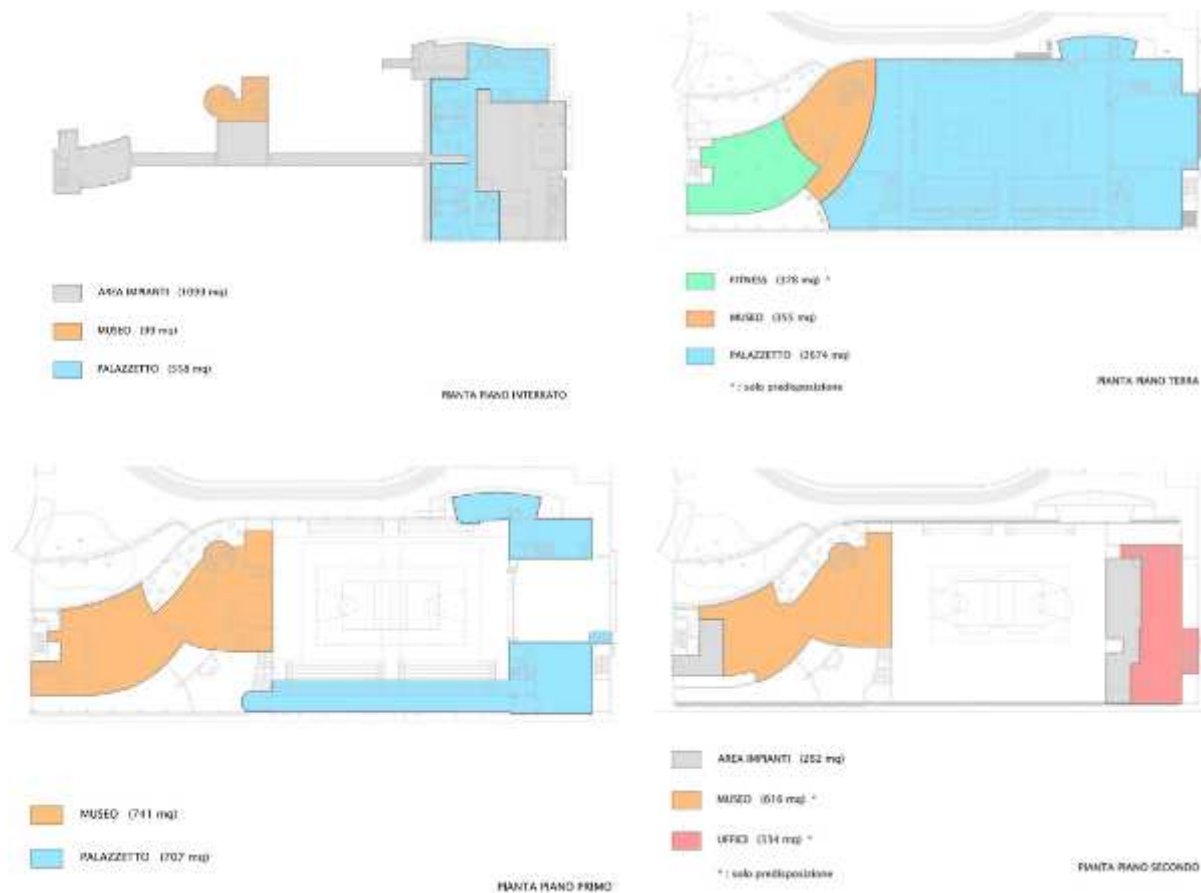 AREA IMPIANTI (1093 mq)
MUSEO (99 mq)
PALAZZETTO (558 mq)
PIANTA PIANO INTERRATO
FITNESS (378 mq) *
MUSEO (355 mq)
PALAZZETTO (2674 mq)
* : solo predisposizione
PIANTA PIANO TERRA
MUSEO (741 mq)
PALAZZETTO (707 mq)
PIANTA PIANO PRIMO
AREA IMPIANTI (282 mq)
MUSEO (616 mq) *
UFFICI (334 mq) *
* : solo predisposizione
PIANTA PIANO SECONDO